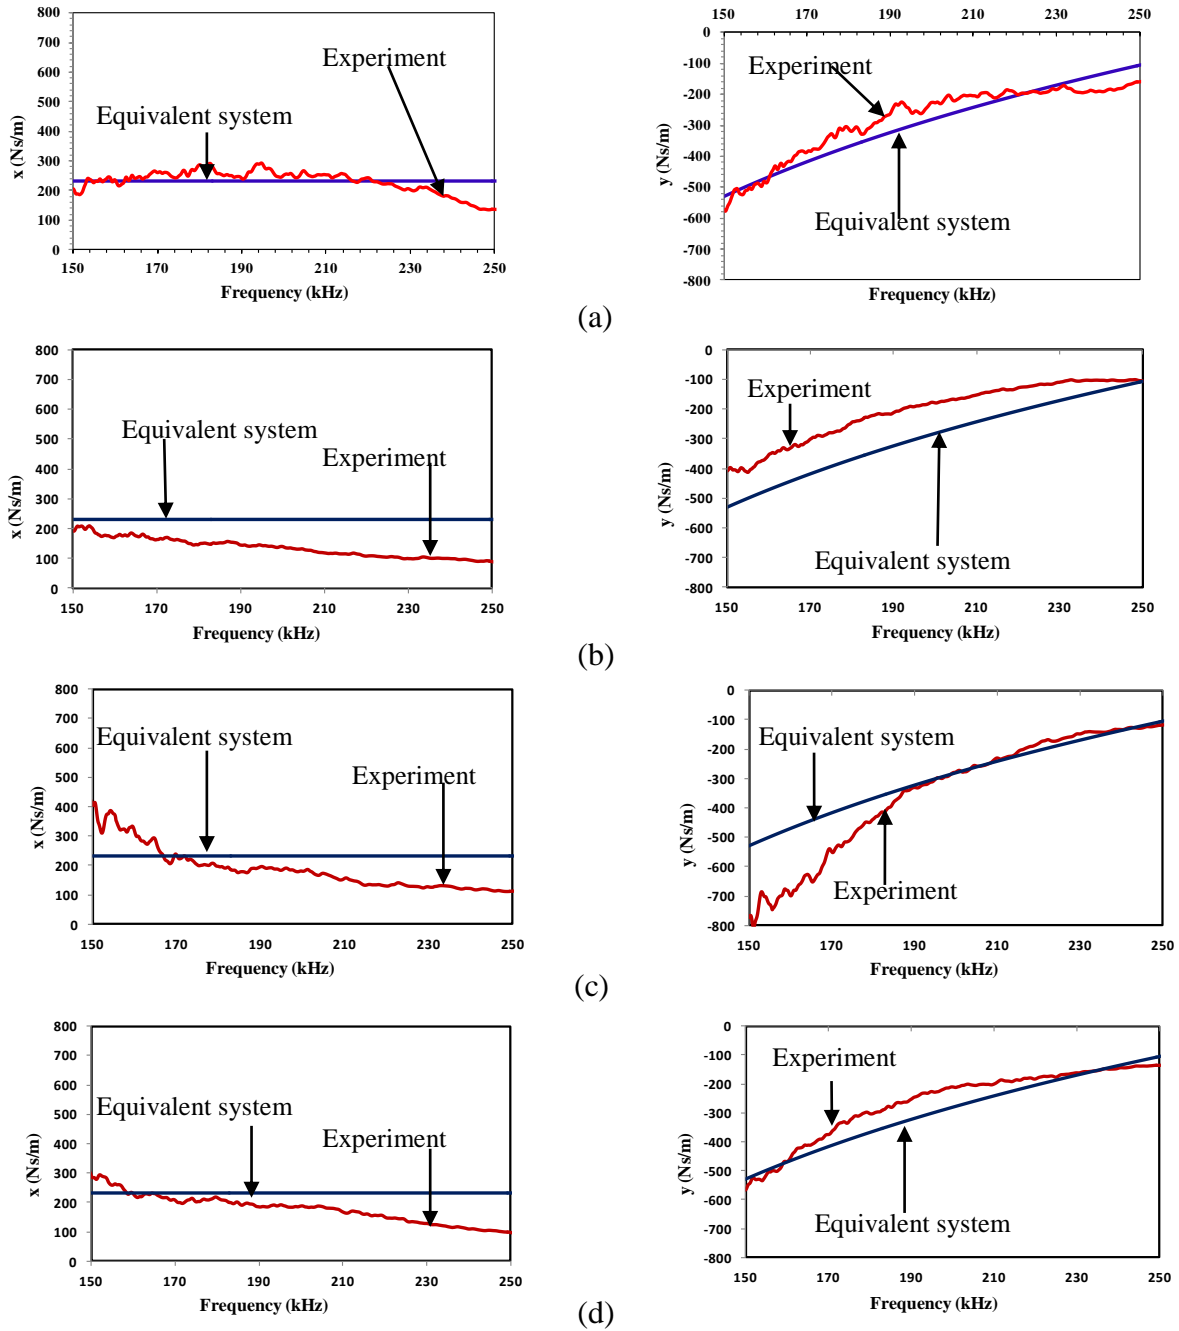 800
700
600
500
400
300
200
100
0
x (Ns/m)
Experiment
Equivalent system
150 170 190 210 230 250
Frequency (kHz)
150 170 190 210 230 250
0
-100
-200
-300
-400
-500
-600
-700
-800
y (Ns/m)
Experiment
Equivalent system
Frequency (kHz)
(a)
800
700
600
500
400
300
200
100
0
x (Ns/m)
Equivalent system
Experiment
150 170 190 210 230 250
Frequency (kHz)
0
-100
-200
-300
-400
-500
-600
-700
-800
y (Ns/m)
Experiment
Equivalent system
150 170 190 210 230 250
Frequency (kHz)
(b)
800
700
600
500
400
300
200
100
0
x (Ns/m)
Equivalent system
Experiment
150 170 190 210 230 250
Frequency (kHz)
0
-100
-200
-300
-400
-500
-600
-700
-800
y (Ns/m)
Equivalent system
Experiment
150 170 190 210 230 250
Frequency (kHz)
(c)
800
700
600
500
400
300
200
100
0
x (Ns/m)
Equivalent system
Experiment
150 170 190 210 230 250
Frequency (kHz)
0
-100
-200
-300
-400
-500
-600
-700
-800
y (Ns/m)
Experiment
Equivalent system
150 170 190 210 230 250
Frequency (kHz)
(d)